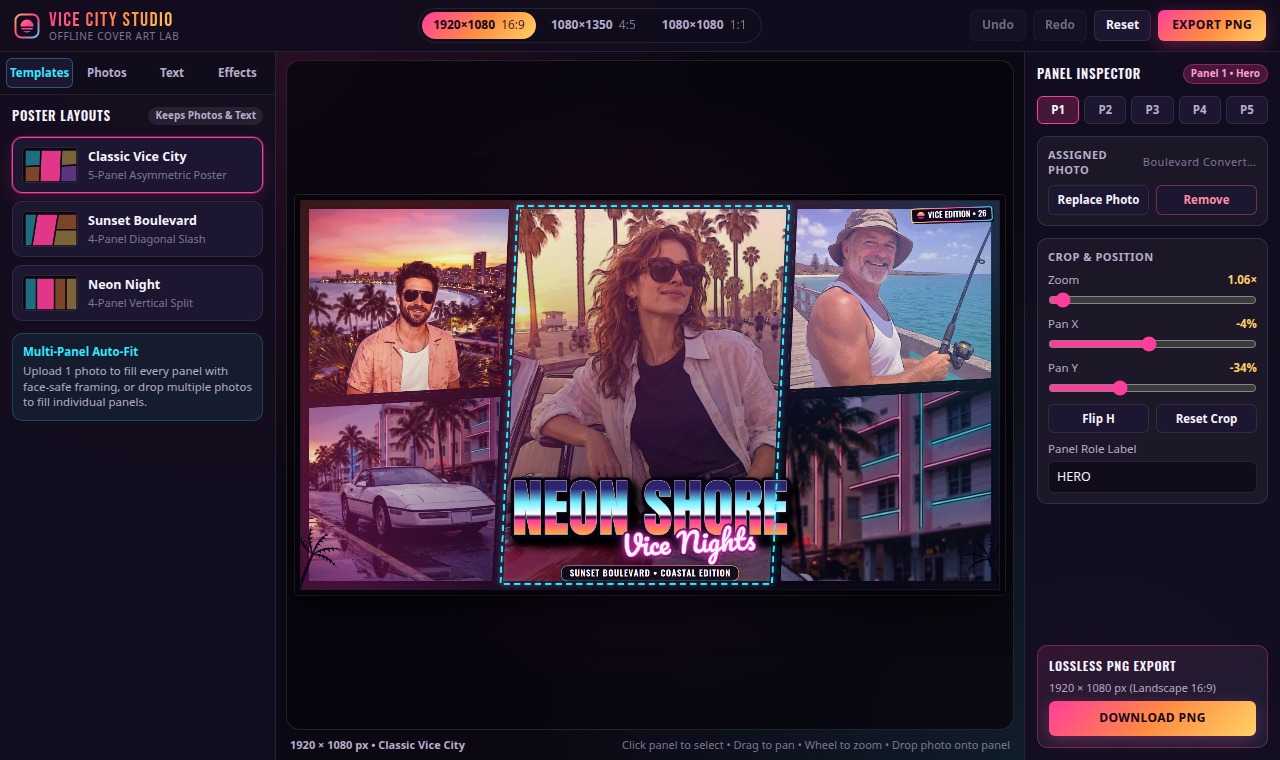 VICE CITY STUDIO
OFFLINE COVER ART LAB
1920×1080 16:9
1080×1350 4:5
1080×1080 1:1
Undo
Redo
Reset
EXPORT PNG
Templates
Photos
Text
Effects
POSTER LAYOUTS
Keeps Photos & Text
Classic Vice City
5-Panel Asymmetric Poster
Sunset Boulevard
4-Panel Diagonal Slash
Neon Night
4-Panel Vertical Split
Multi-Panel Auto-Fit
Upload 1 photo to fill every panel with
face-safe framing, or drop multiple photos
to fill individual panels.
VICE EDITION • 26
NEON SHORE
Vice Nights
SUNSET BOULEVARD • COASTAL EDITION
1920 × 1080 px • Classic Vice City
Click panel to select • Drag to pan • Wheel to zoom • Drop photo onto panel
PANEL INSPECTOR
Panel 1 • Hero
P1
P2
P3
P4
P5
ASSIGNED
PHOTO
Boulevard Convert...
Replace Photo
Remove
CROP & POSITION
Zoom
1.06×
Pan X
-4%
Pan Y
-34%
Flip H
Reset Crop
Panel Role Label
HERO
LOSSLESS PNG EXPORT
1920 × 1080 px (Landscape 16:9)
DOWNLOAD PNG